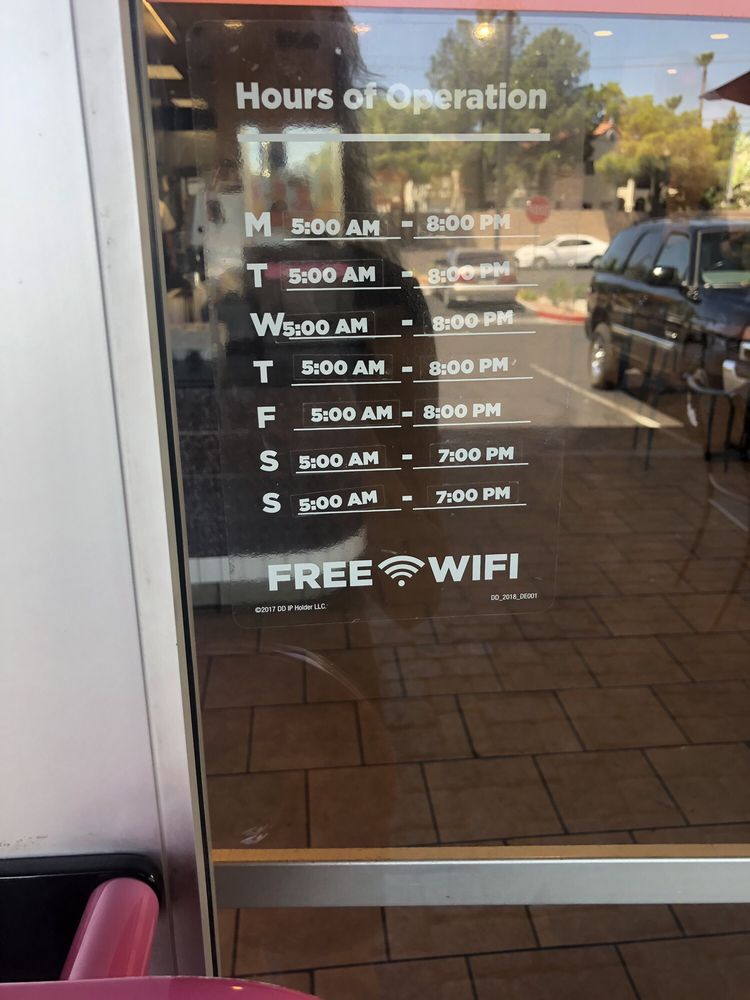 Hours of Operation
M 5:00 AM - 8:00 PM
T 5:00 AM - 8:00 PM
W 5:00 AM - 8:00 PM
T 5:00 AM - 8:00 PM
F 5:00 AM - 8:00 PM
S 5:00 AM - 7:00 PM
S 5:00 AM - 7:00 PM
FREE WIFI
©2017 DD IP Holder LLC. DD_2018_DE001